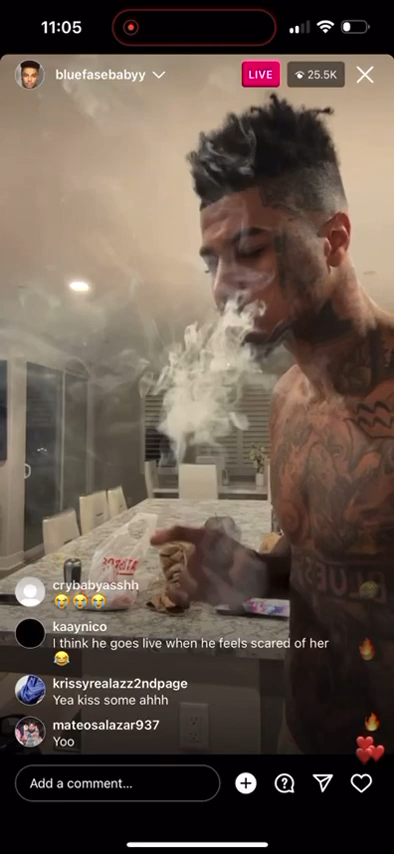 11:05
bluefasebabyy
LIVE
25.5K
crybabyasshh
😭😭😭
kaaynico
I think he goes live when he feels scared of her
😂
krissyrealazz2ndpage
Yea kiss some ahhh
mateosalazar937
Yoo
Add a comment...